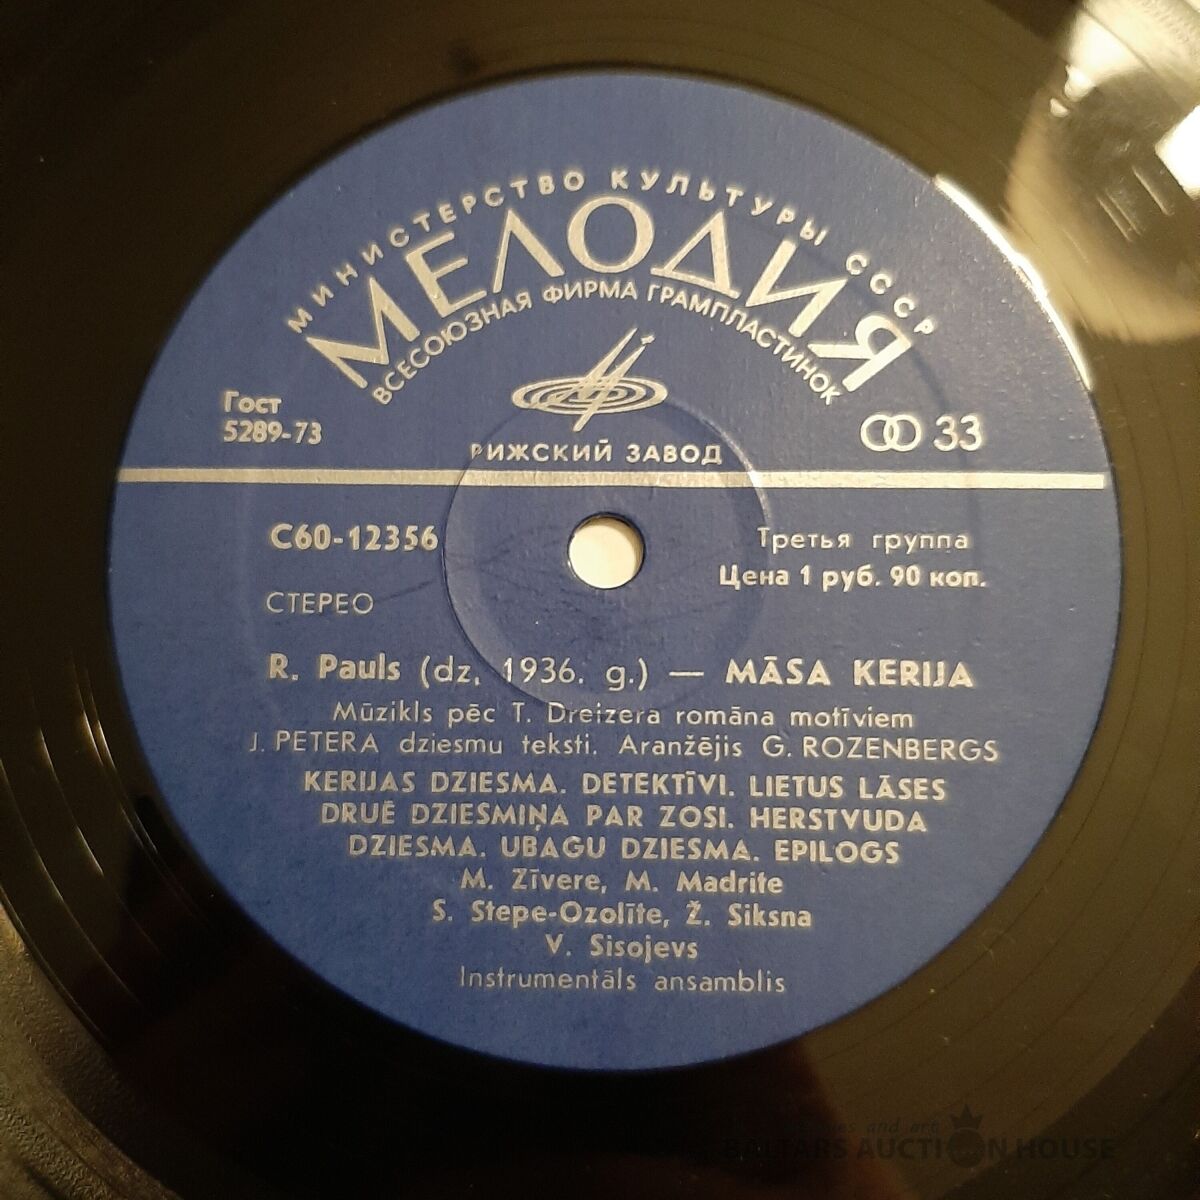 МИНИСТЕРСТВО КУЛЬТУРЫ СССР
МЕЛОДИЯ
ВСЕСОЮЗНАЯ ФИРМА ГРАМПЛАСТИНОК
Гост
5289-73
РИЖСКИЙ ЗАВОД
33
С60-12356
Третья группа
Цена 1 руб. 90 коп.
СТЕРЕО
R. Pauls (dz. 1936. g.) — MĀSA KERIJA
Mūzikls pēc T. Dreizera romāna motīviem
J. PETERA dziesmu teksti. Aranžējis G. ROZENBERGS
KERIJAS DZIESMA. DETEKTĪVI. LIETUS LĀSES
DRUĒ DZIESMIŅA PAR ZOSI. HERSTVUDA
DZIESMA. UBAGU DZIESMA. EPILOGS
M. Zīvere, M. Madrite
S. Stepe-Ozolīte, Ž. Siksna
V. Sisojevs
Instrumentāls ansamblis
and art
BALTARS AUCTION HOUSE